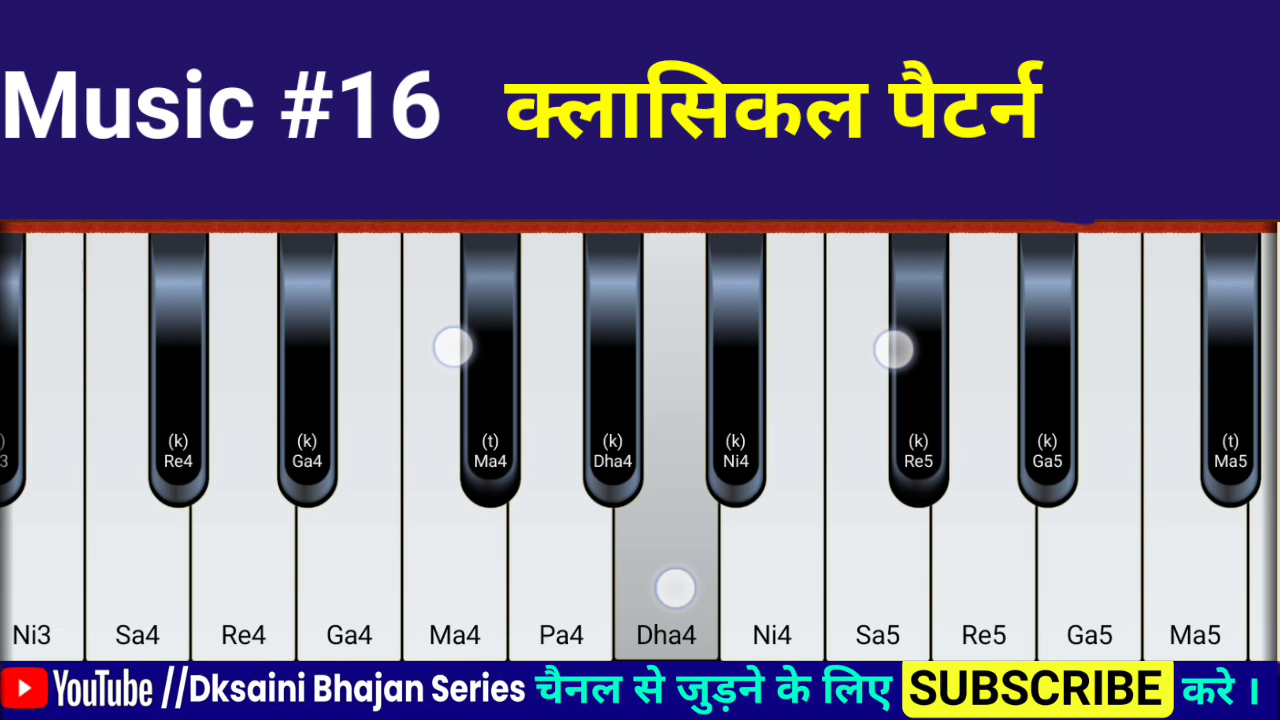 Music #16 क्लासिकल पैटर्न
)
3
(k) (k) (t) (k) (k) (k) (k) (t)
Re4 Ga4 Ma4 Dha4 Ni4 Re5 Ga5 Ma5
Ni3 Sa4 Re4 Ga4 Ma4 Pa4 Dha4 Ni4 Sa5 Re5 Ga5 Ma5
YouTube //Dksaini Bhajan Series चैनल से जुड़ने के लिए SUBSCRIBE करे ।